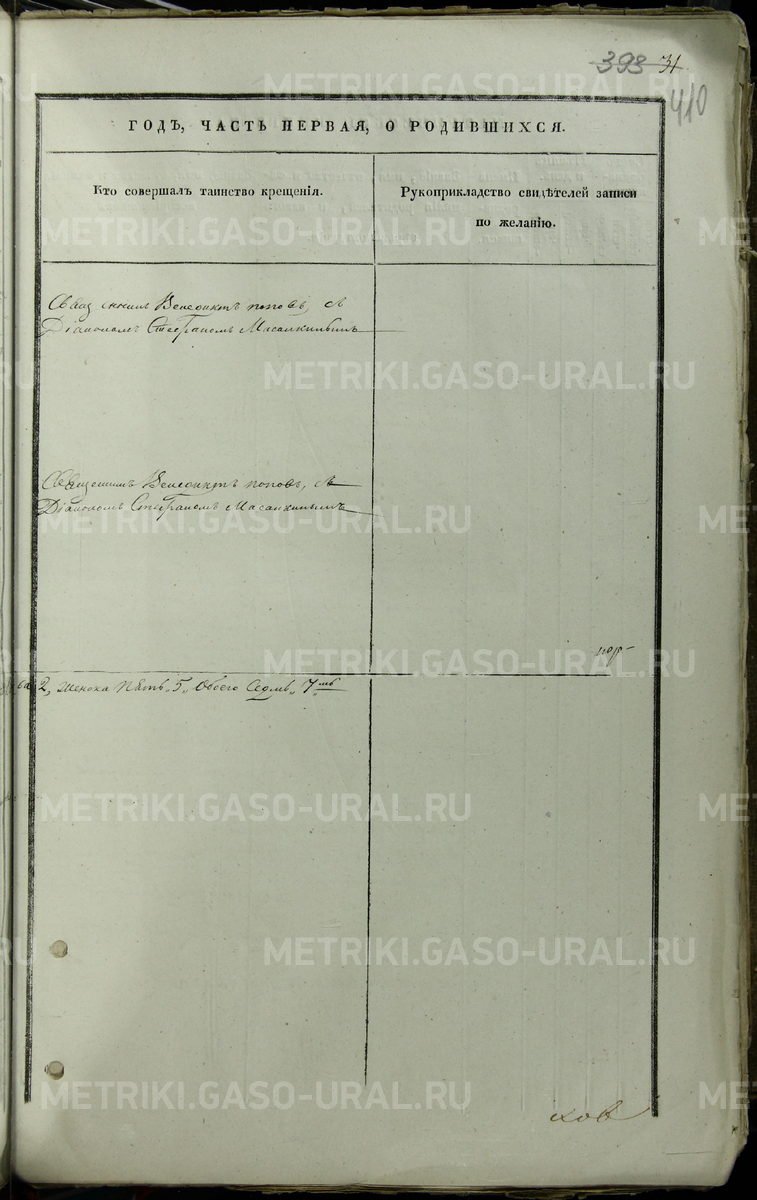 393 31
410
ГОДЪ, ЧАСТЬ ПЕРВАЯ, О РОДИВШИХСЯ.
Кто совершалъ таинство крещенія.
Рукоприкладство свидѣтелей записи
по желанію.
Венедиктъ поповъ, съ
Діакономъ Стефаномъ Масалкинымъ
Венедиктъ поповъ, съ
Діакономъ Стефаномъ Масалкинымъ
2, женска пять „5„ Обоего Седмь „7
хов
METRIKI.GASO-URAL.RU